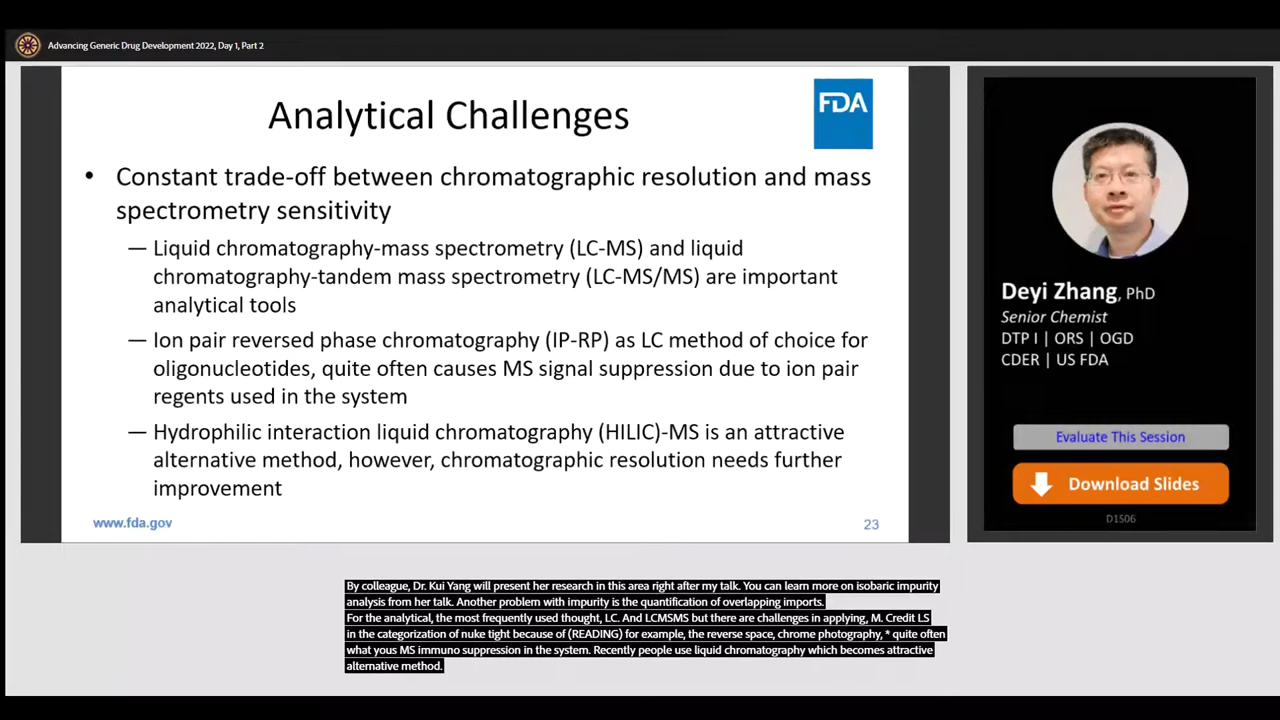 Advancing Generic Drug Development 2022, Day 1, Part 2
Analytical Challenges
FDA
• Constant trade-off between chromatographic resolution and mass
spectrometry sensitivity
— Liquid chromatography-mass spectrometry (LC-MS) and liquid
chromatography-tandem mass spectrometry (LC-MS/MS) are important
analytical tools
— Ion pair reversed phase chromatography (IP-RP) as LC method of choice for
oligonucleotides, quite often causes MS signal suppression due to ion pair
regents used in the system
— Hydrophilic interaction liquid chromatography (HILIC)-MS is an attractive
alternative method, however, chromatographic resolution needs further
improvement
www.fda.gov
23
Deyi Zhang, PhD
Senior Chemist
DTP I | ORS | OGD
CDER | US FDA
Evaluate This Session
Download Slides
D1S06
By colleague, Dr. Kui Yang will present her research in this area right after my talk. You can learn more on isobaric impurity
analysis from her talk. Another problem with impurity is the quantification of overlapping imports.
For the analytical, the most frequently used thought, LC. And LCMSMS but there are challenges in applying, M. Credit LS
in the categorization of nuke tight because of (READING) for example, the reverse space, chrome photography, * quite often
what yous MS immuno suppression in the system. Recently people use liquid chromatography which becomes attractive
alternative method.